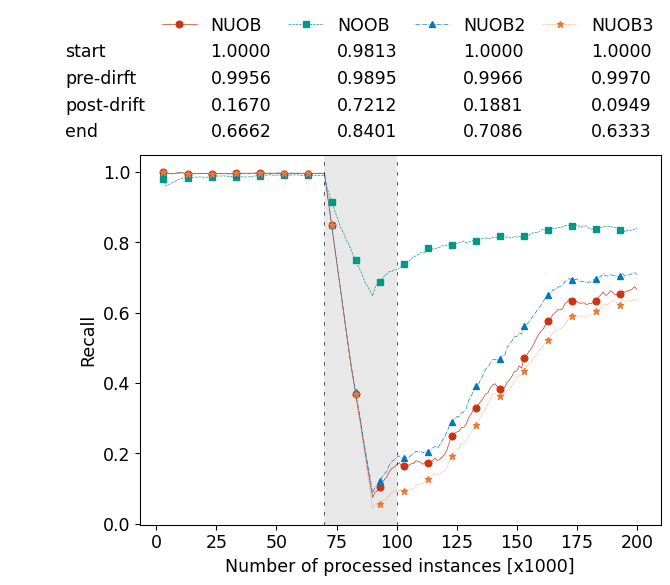 NUOB NOOB NUOB2 NUOB3
start 1.0000 0.9813 1.0000 1.0000
pre-dirft 0.9956 0.9895 0.9966 0.9970
post-drift 0.1670 0.7212 0.1881 0.0949
end 0.6662 0.8401 0.7086 0.6333
1.0
0.8
0.6
0.4
0.2
0.0
Recall
0 25 50 75 100 125 150 175 200
Number of processed instances [x1000]